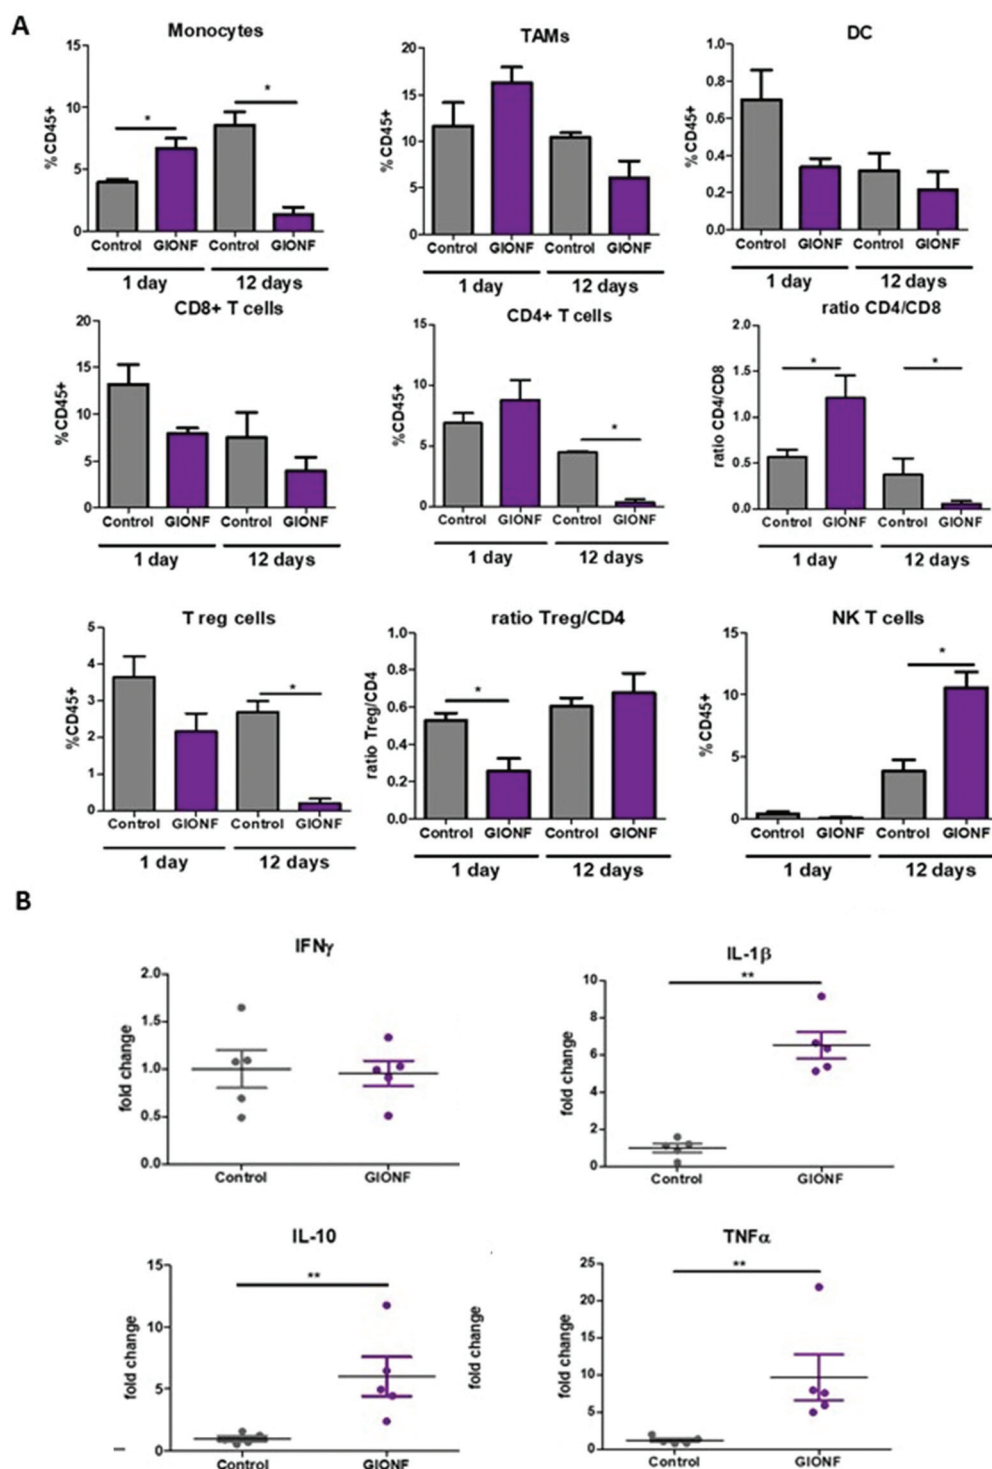 A
Monocytes
TAMs
DC
15
10
5
0
% CD45+
*
*
Control GIONF Control GIONF
1 day 12 days
20
15
10
5
0
% CD45+
Control GIONF Control GIONF
1 day 12 days
1.0
0.8
0.6
0.4
0.2
0.0
% CD45+
Control GIONF Control GIONF
1 day 12 days
CD8+ T cells
CD4+ T cells
ratio CD4/CD8
20
15
10
5
0
%CD45+
Control GIONF Control GIONF
1 day 12 days
15
10
5
0
%CD45+
*
Control GIONF Control GIONF
1 day 12 days
2.0
1.5
1.0
0.5
0.0
ratio CD4/CD8
*
*
Control GIONF Control GIONF
1 day 12 days
T reg cells
ratio Treg/CD4
NK T cells
5
4
3
2
1
0
%CD45+
*
Control GIONF Control GIONF
1 day 12 days
1.0
0.8
0.6
0.4
0.2
0.0
ratio Treg/CD4
*
Control GIONF Control GIONF
1 day 12 days
15
10
5
0
% CD45+
*
Control GIONF Control GIONF
1 day 12 days
B
IFNγ
2.0
1.5
1.0
0.5
0.0
fold change
Control GIONF
IL-1β
10
8
6
4
2
0
fold change
**
Control GIONF
IL-10
15
10
5
0
fold change
**
Control GIONF
fold change
TNFα
25
20
15
10
5
0
fold change
**
Control GIONF